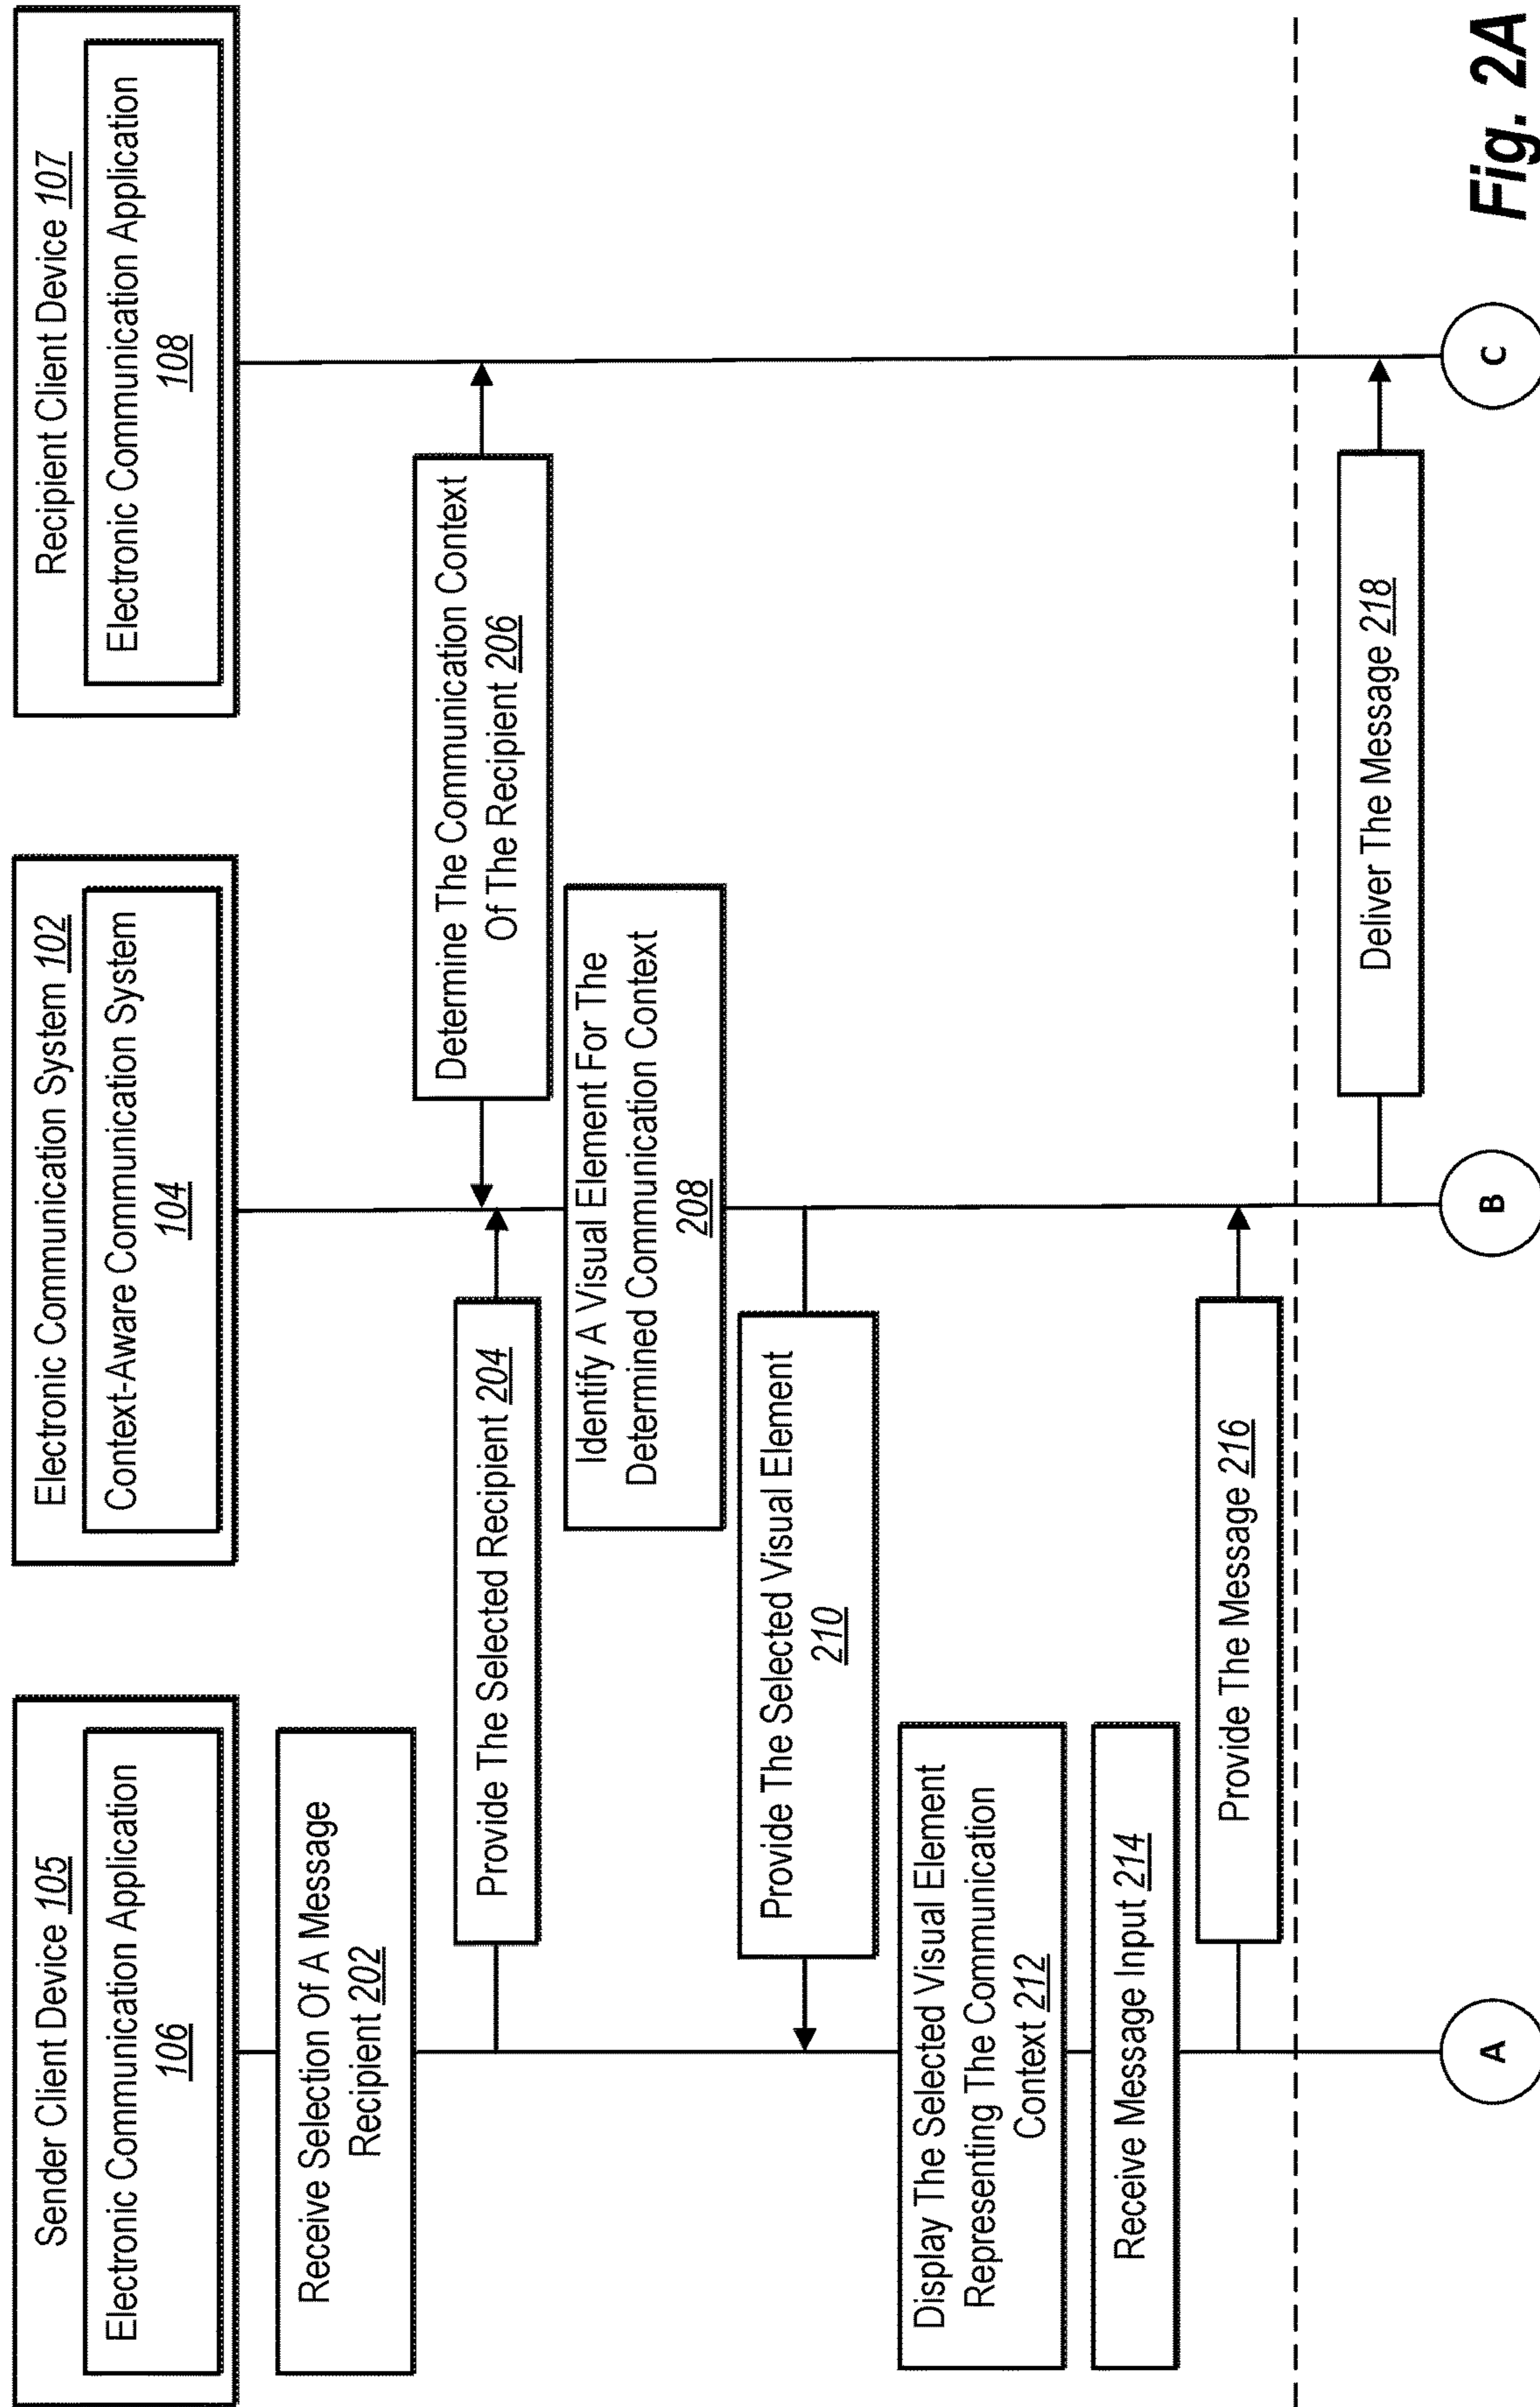 Sender Client Device 105
Electronic Communication Application
106
Electronic Communication System 102
Context-Aware Communication System
104
Recipient Client Device 107
Electronic Communication Application
108
Receive Selection Of A Message
Recipient 202
Provide The Selected Recipient 204
Determine The Communication Context
Of The Recipient 206
Identify A Visual Element For The
Determined Communication Context
208
Provide The Selected Visual Element
210
Display The Selected Visual Element
Representing The Communication
Context 212
Receive Message Input 214
Provide The Message 216
Deliver The Message 218
A
B
C
Fig. 2A